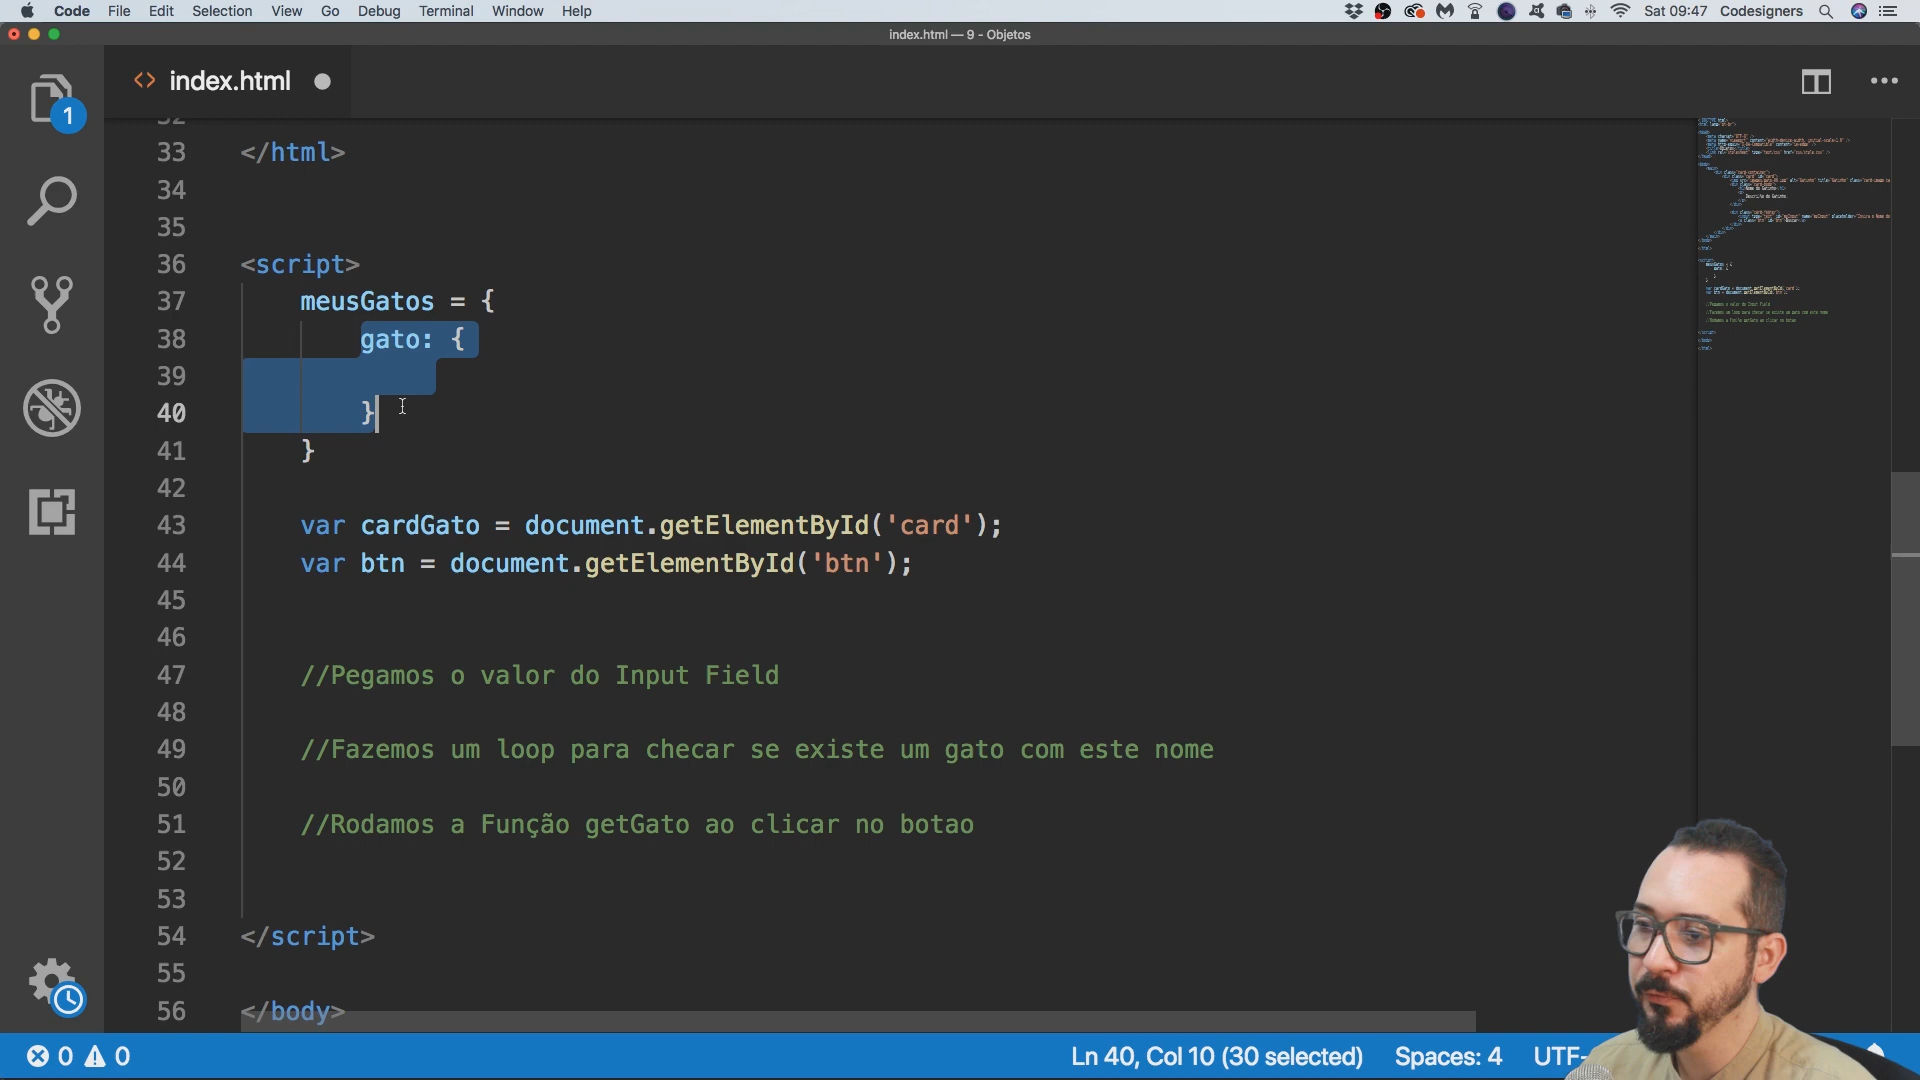 Code File Edit Selection View Go Debug Terminal Window Help Sat 09:47 Codesigners
index.html — 9 - Objetos
1
<> index.html
32
33 </html>
34
35
36 <script>
37 meusGatos = {
38 gato: {
39
40 }
41 }
42
43 var cardGato = document.getElementById('card');
44 var btn = document.getElementById('btn');
45
46
47 //Pegamos o valor do Input Field
48
49 //Fazemos um loop para checar se existe um gato com este nome
50
51 //Rodamos a Função getGato ao clicar no botao
52
53
54 </script>
55
56 </body>
0 0 Ln 40, Col 10 (30 selected) Spaces: 4 UTF-